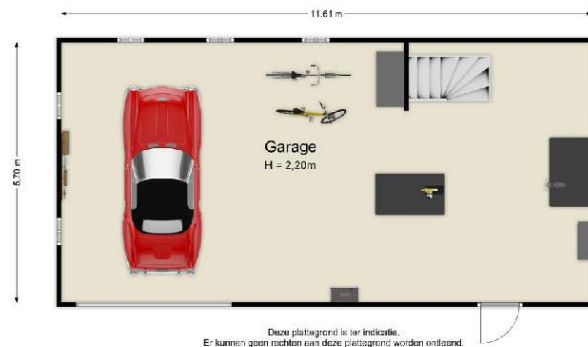 11.61 m
5.70 m
Garage
H = 2,20m
Deze plattegrond is ter indicatie.
Er kunnen geen rechten aan deze plattegrond worden ontleend.